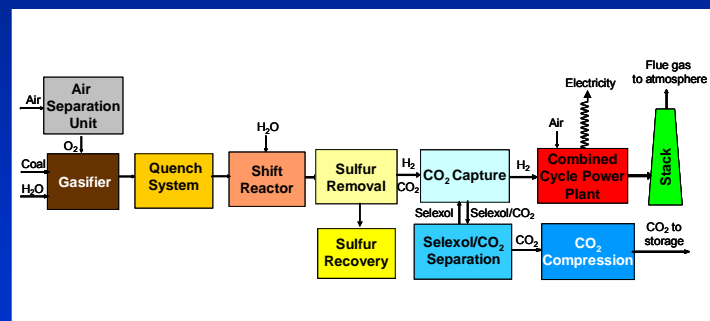 Flue gas
to atmosphere
Electricity
Air
Air
Separation
Unit
Air
H₂O
O₂
Coal
H₂O
Gasifier
Quench
System
Shift
Reactor
Sulfur
Removal
H₂
CO₂
CO₂ Capture
H₂
Combined
Cycle Power
Plant
Stack
Selexol
Selexol/CO₂
Sulfur
Recovery
Selexol/CO₂
Separation
CO₂
CO₂
Compression
CO₂ to
storage